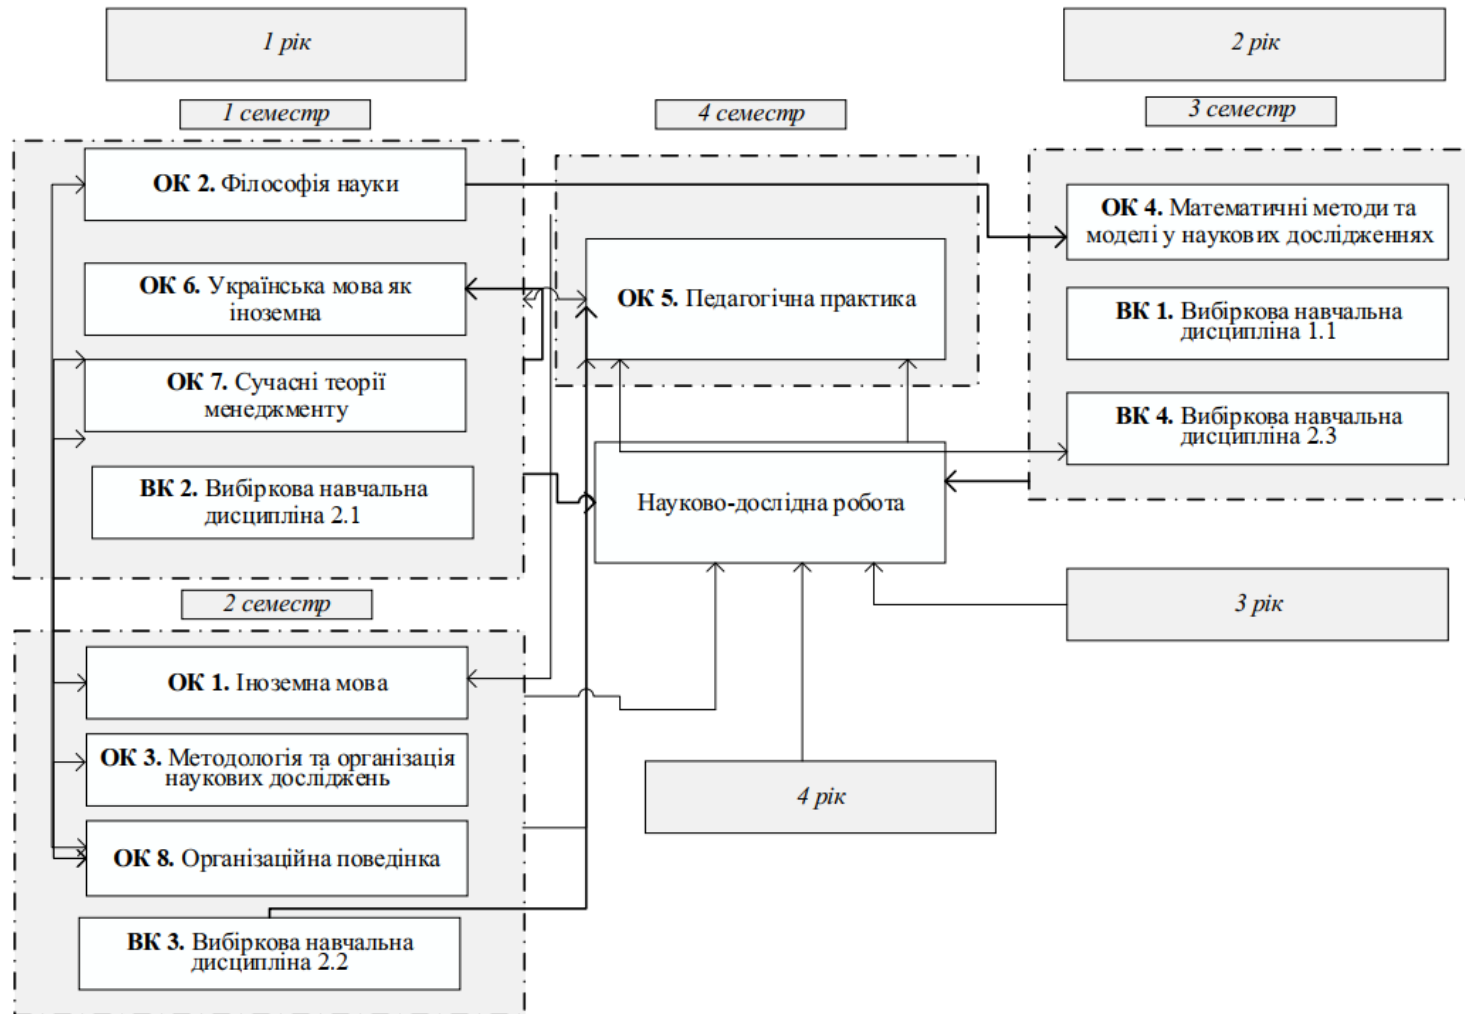 1 рік
2 рік
1 семестр
4 семестр
3 семестр
ОК 2. Філософія науки
ОК 6. Українська мова як
іноземна
ОК 7. Сучасні теорії
менеджменту
ВК 2. Вибіркова навчальна
дисципліна 2.1
ОК 5. Педагогічна практика
Науково-дослідна робота
ОК 4. Математичні методи та
моделі у наукових дослідженнях
ВК 1. Вибіркова навчальна
дисципліна 1.1
ВК 4. Вибіркова навчальна
дисципліна 2.3
2 семестр
3 рік
ОК 1. Іноземна мова
ОК 3. Методологія та організація
наукових досліджень
ОК 8. Організаційна поведінка
ВК 3. Вибіркова навчальна
дисципліна 2.2
4 рік